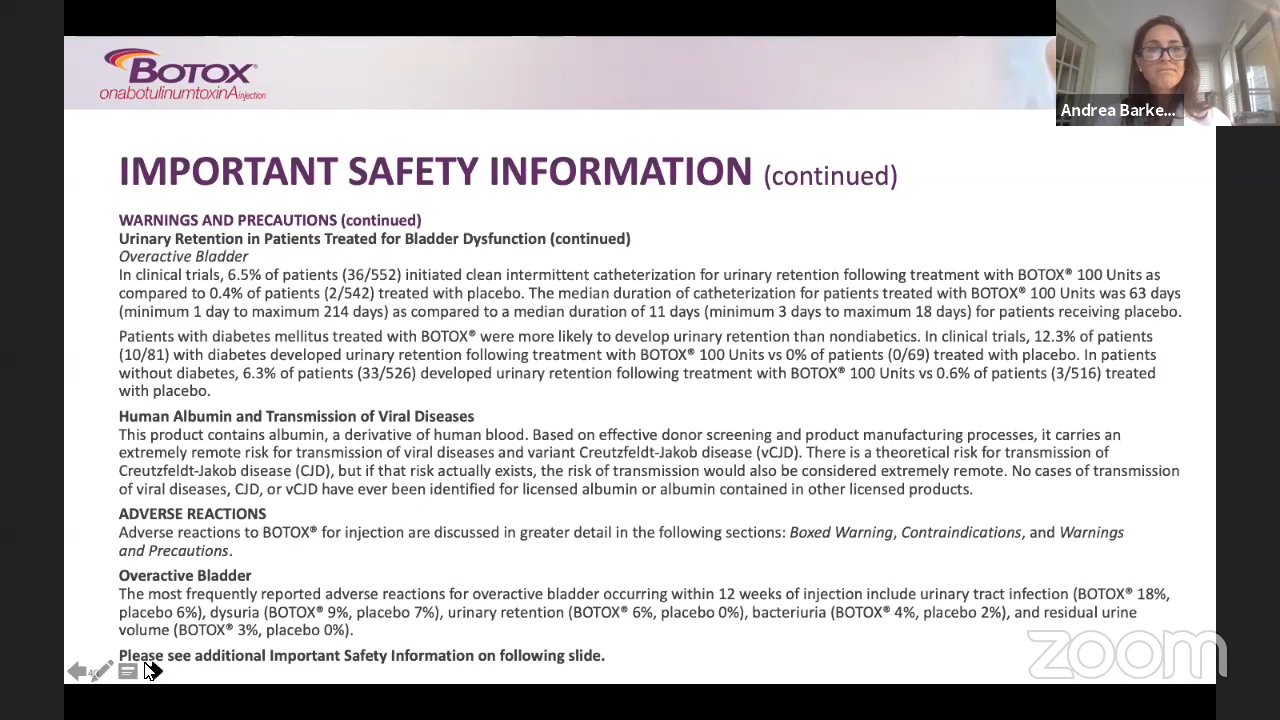 BOTOX®
onabotulinumtoxinA injection
Andrea Barke...
IMPORTANT SAFETY INFORMATION (continued)
WARNINGS AND PRECAUTIONS (continued)
Urinary Retention in Patients Treated for Bladder Dysfunction (continued)
Overactive Bladder
In clinical trials, 6.5% of patients (36/552) initiated clean intermittent catheterization for urinary retention following treatment with BOTOX® 100 Units as
compared to 0.4% of patients (2/542) treated with placebo. The median duration of catheterization for patients treated with BOTOX® 100 Units was 63 days
(minimum 1 day to maximum 214 days) as compared to a median duration of 11 days (minimum 3 days to maximum 18 days) for patients receiving placebo.
Patients with diabetes mellitus treated with BOTOX® were more likely to develop urinary retention than nondiabetics. In clinical trials, 12.3% of patients
(10/81) with diabetes developed urinary retention following treatment with BOTOX® 100 Units vs 0% of patients (0/69) treated with placebo. In patients
without diabetes, 6.3% of patients (33/526) developed urinary retention following treatment with BOTOX® 100 Units vs 0.6% of patients (3/516) treated
with placebo.
Human Albumin and Transmission of Viral Diseases
This product contains albumin, a derivative of human blood. Based on effective donor screening and product manufacturing processes, it carries an
extremely remote risk for transmission of viral diseases and variant Creutzfeldt-Jakob disease (vCJD). There is a theoretical risk for transmission of
Creutzfeldt-Jakob disease (CJD), but if that risk actually exists, the risk of transmission would also be considered extremely remote. No cases of transmission
of viral diseases, CJD, or vCJD have ever been identified for licensed albumin or albumin contained in other licensed products.
ADVERSE REACTIONS
Adverse reactions to BOTOX® for injection are discussed in greater detail in the following sections: Boxed Warning, Contraindications, and Warnings
and Precautions.
Overactive Bladder
The most frequently reported adverse reactions for overactive bladder occurring within 12 weeks of injection include urinary tract infection (BOTOX® 18%,
placebo 6%), dysuria (BOTOX® 9%, placebo 7%), urinary retention (BOTOX® 6%, placebo 0%), bacteriuria (BOTOX® 4%, placebo 2%), and residual urine
volume (BOTOX® 3%, placebo 0%).
Please see additional Important Safety Information on following slide.
zoom